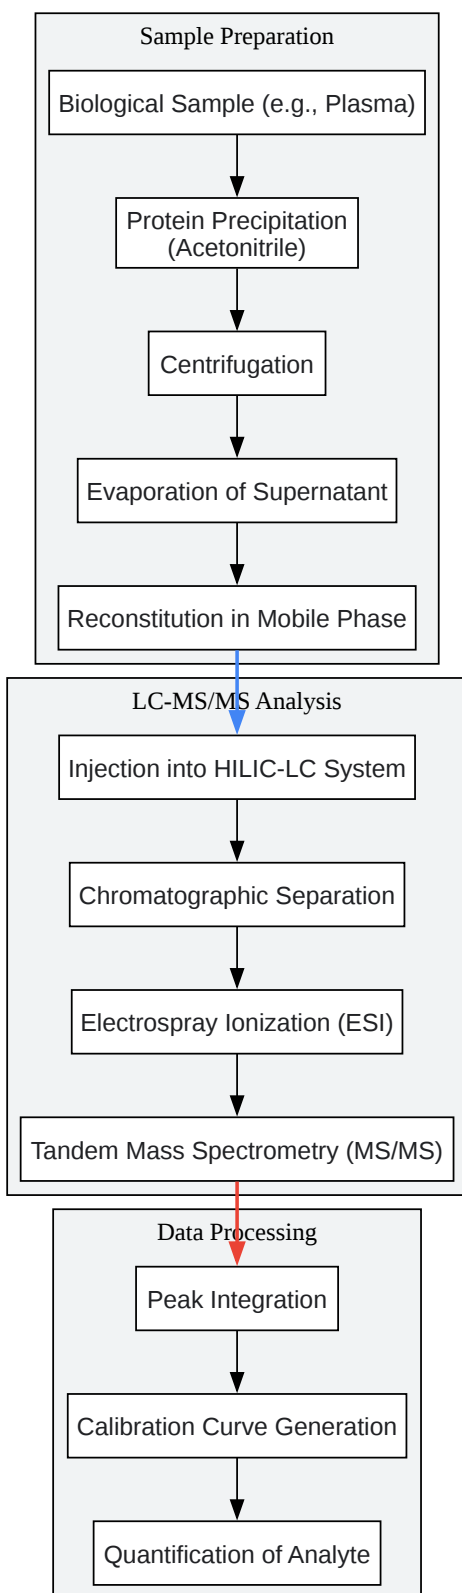 Sample Preparation
Biological Sample (e.g., Plasma)
Protein Precipitation
(Acetonitrile)
Centrifugation
Evaporation of Supernatant
Reconstitution in Mobile Phase
LC-MS/MS Analysis
Injection into HILIC-LC System
Chromatographic Separation
Electrospray Ionization (ESI)
Tandem Mass Spectrometry (MS/MS)
Data Processing
Peak Integration
Calibration Curve Generation
Quantification of Analyte